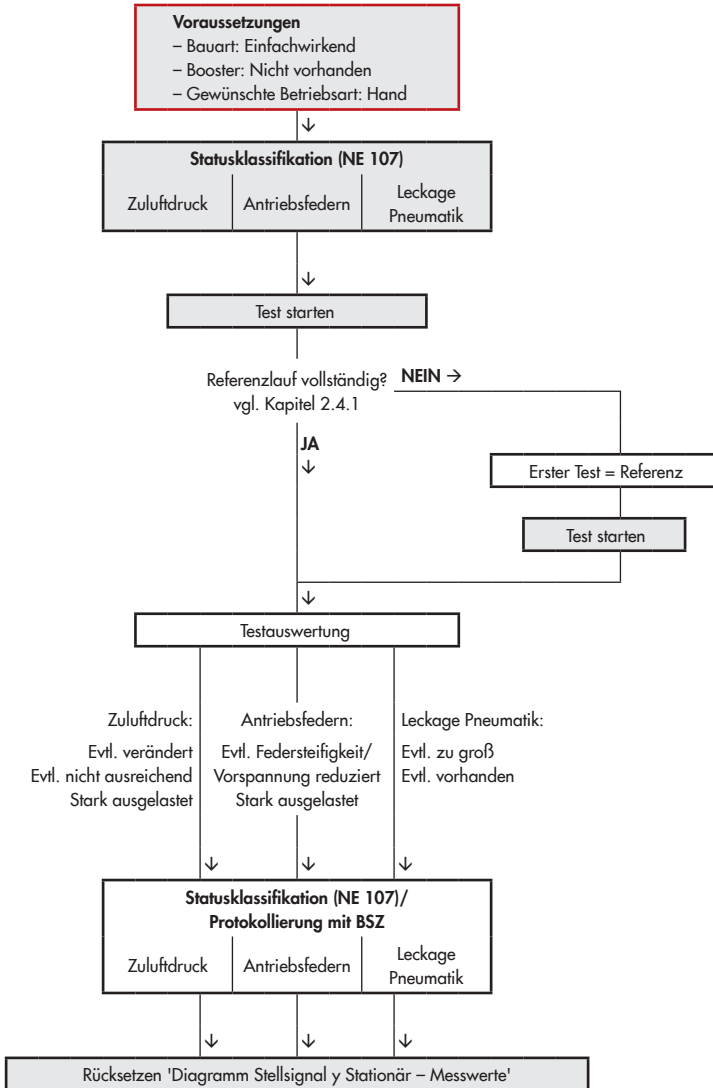 Voraussetzungen
– Bauart: Einfachwirkend
– Booster: Nicht vorhanden
– Gewünschte Betriebsart: Hand
Statusklassifikation (NE 107)
Zuluftdruck
Antriebsfedern
Leckage
Pneumatik
Test starten
Referenzlauf vollständig?
vgl. Kapitel 2.4.1
NEIN →
JA
Erster Test = Referenz
Test starten
Testauswertung
Zuluftdruck:
Evtl. verändert
Evtl. nicht ausreichend
Stark ausgelastet
Antriebsfedern:
Evtl. Federsteifigkeit/
Vorspannung reduziert
Stark ausgelastet
Leckage Pneumatik:
Evtl. zu groß
Evtl. vorhanden
Statusklassifikation (NE 107)/
Protokollierung mit BSZ
Zuluftdruck
Antriebsfedern
Leckage
Pneumatik
Rücksetzen 'Diagramm Stellsignal y Stationär – Messwerte'